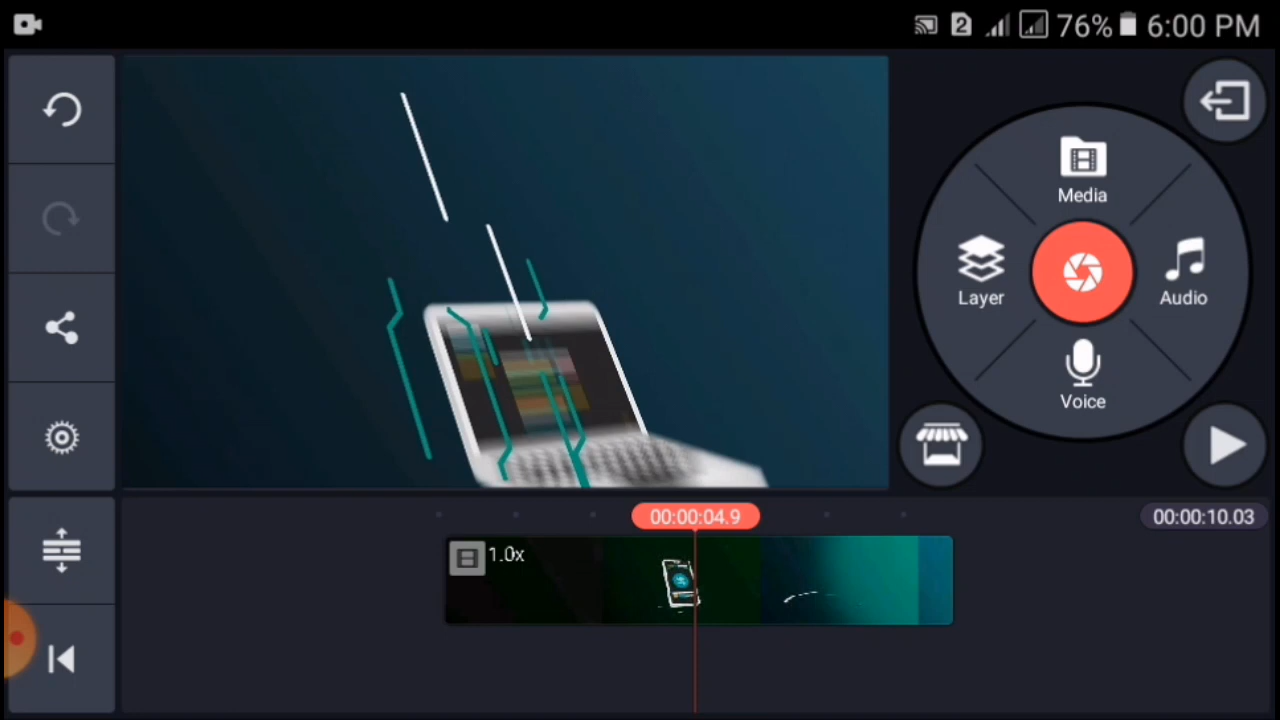 2 76% 6:00 PM
Media
Layer
Audio
Voice
00:00:04.9
00:00:10.03
1.0x